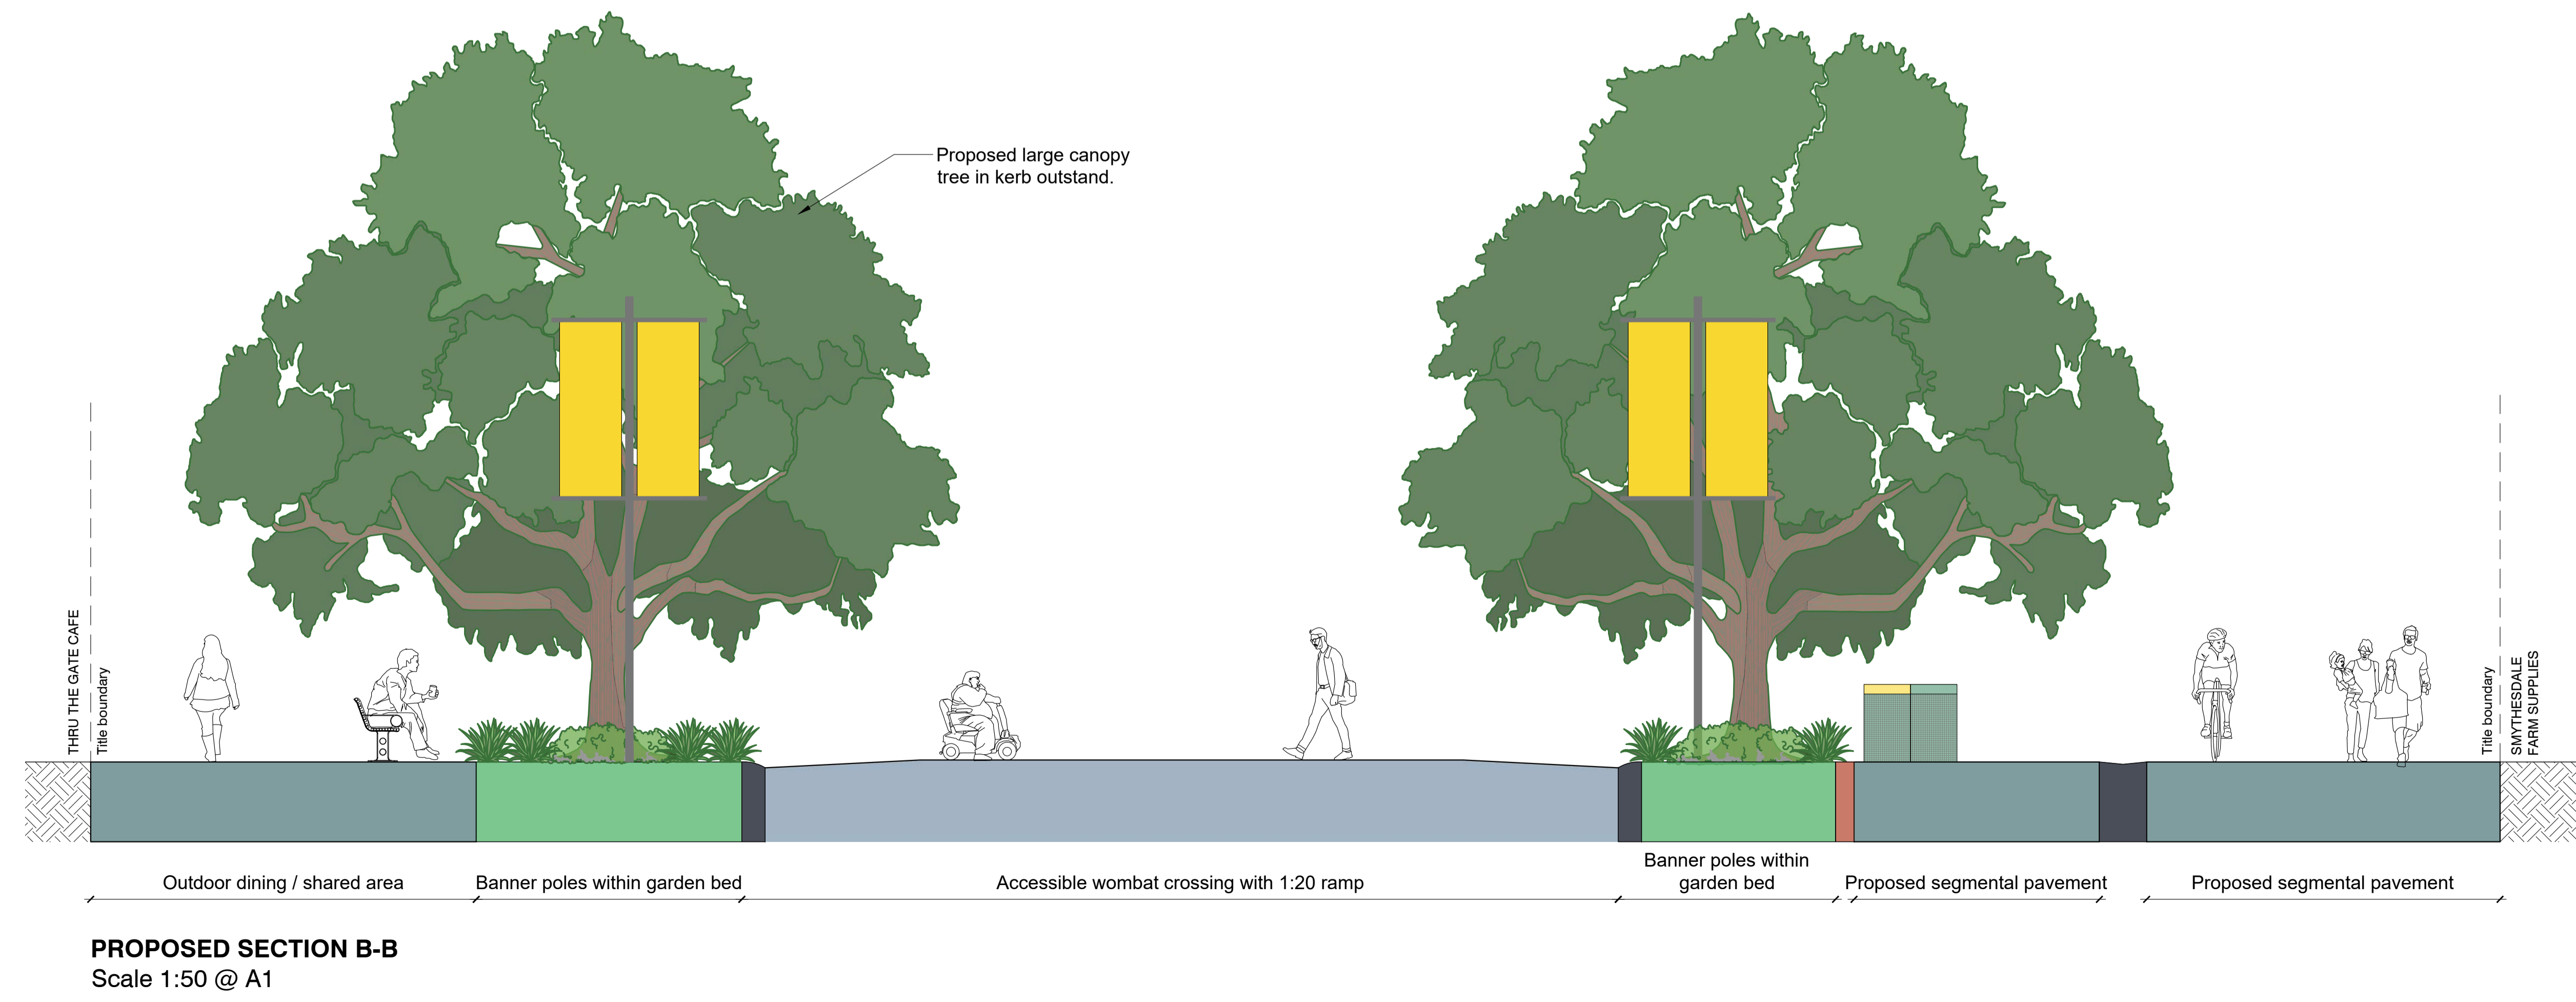 Proposed large canopy
tree in kerb outstand.
THRU THE GATE CAFE
Title boundary
Title boundary
SMYTHESDALE
FARM SUPPLIES
Outdoor dining / shared area
Banner poles within garden bed
Accessible wombat crossing with 1:20 ramp
Banner poles within
garden bed
Proposed segmental pavement
Proposed segmental pavement
PROPOSED SECTION B-B
Scale 1:50 @ A1